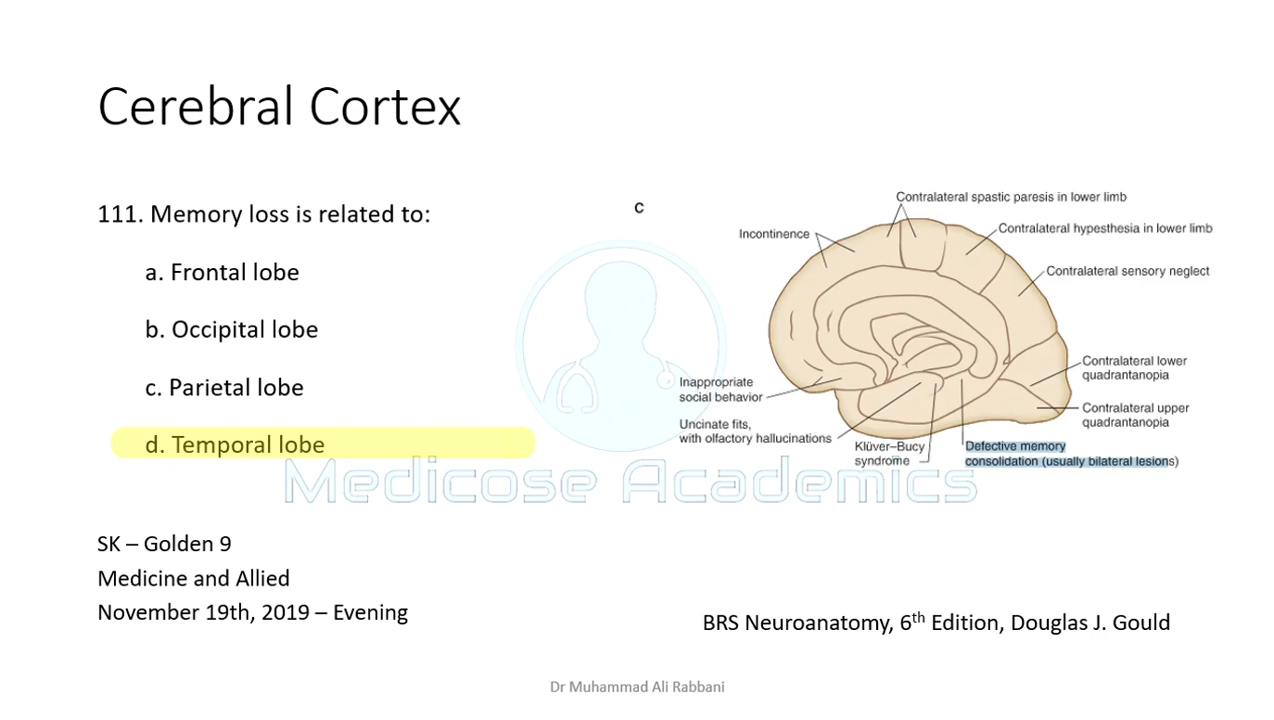 Cerebral Cortex
111. Memory loss is related to:
a. Frontal lobe
b. Occipital lobe
c. Parietal lobe
d. Temporal lobe
SK – Golden 9
Medicine and Allied
November 19th, 2019 – Evening
c
Contralateral spastic paresis in lower limb
Incontinence
Contralateral hypesthesia in lower limb
Contralateral sensory neglect
Contralateral lower
quadrantanopia
Contralateral upper
quadrantanopia
Inappropriate
social behavior
Uncinate fits,
with olfactory hallucinations
Klüver–Bucy
syndrome
Defective memory
consolidation (usually bilateral lesions)
Medicose Academics
BRS Neuroanatomy, 6th Edition, Douglas J. Gould
Dr Muhammad Ali Rabbani